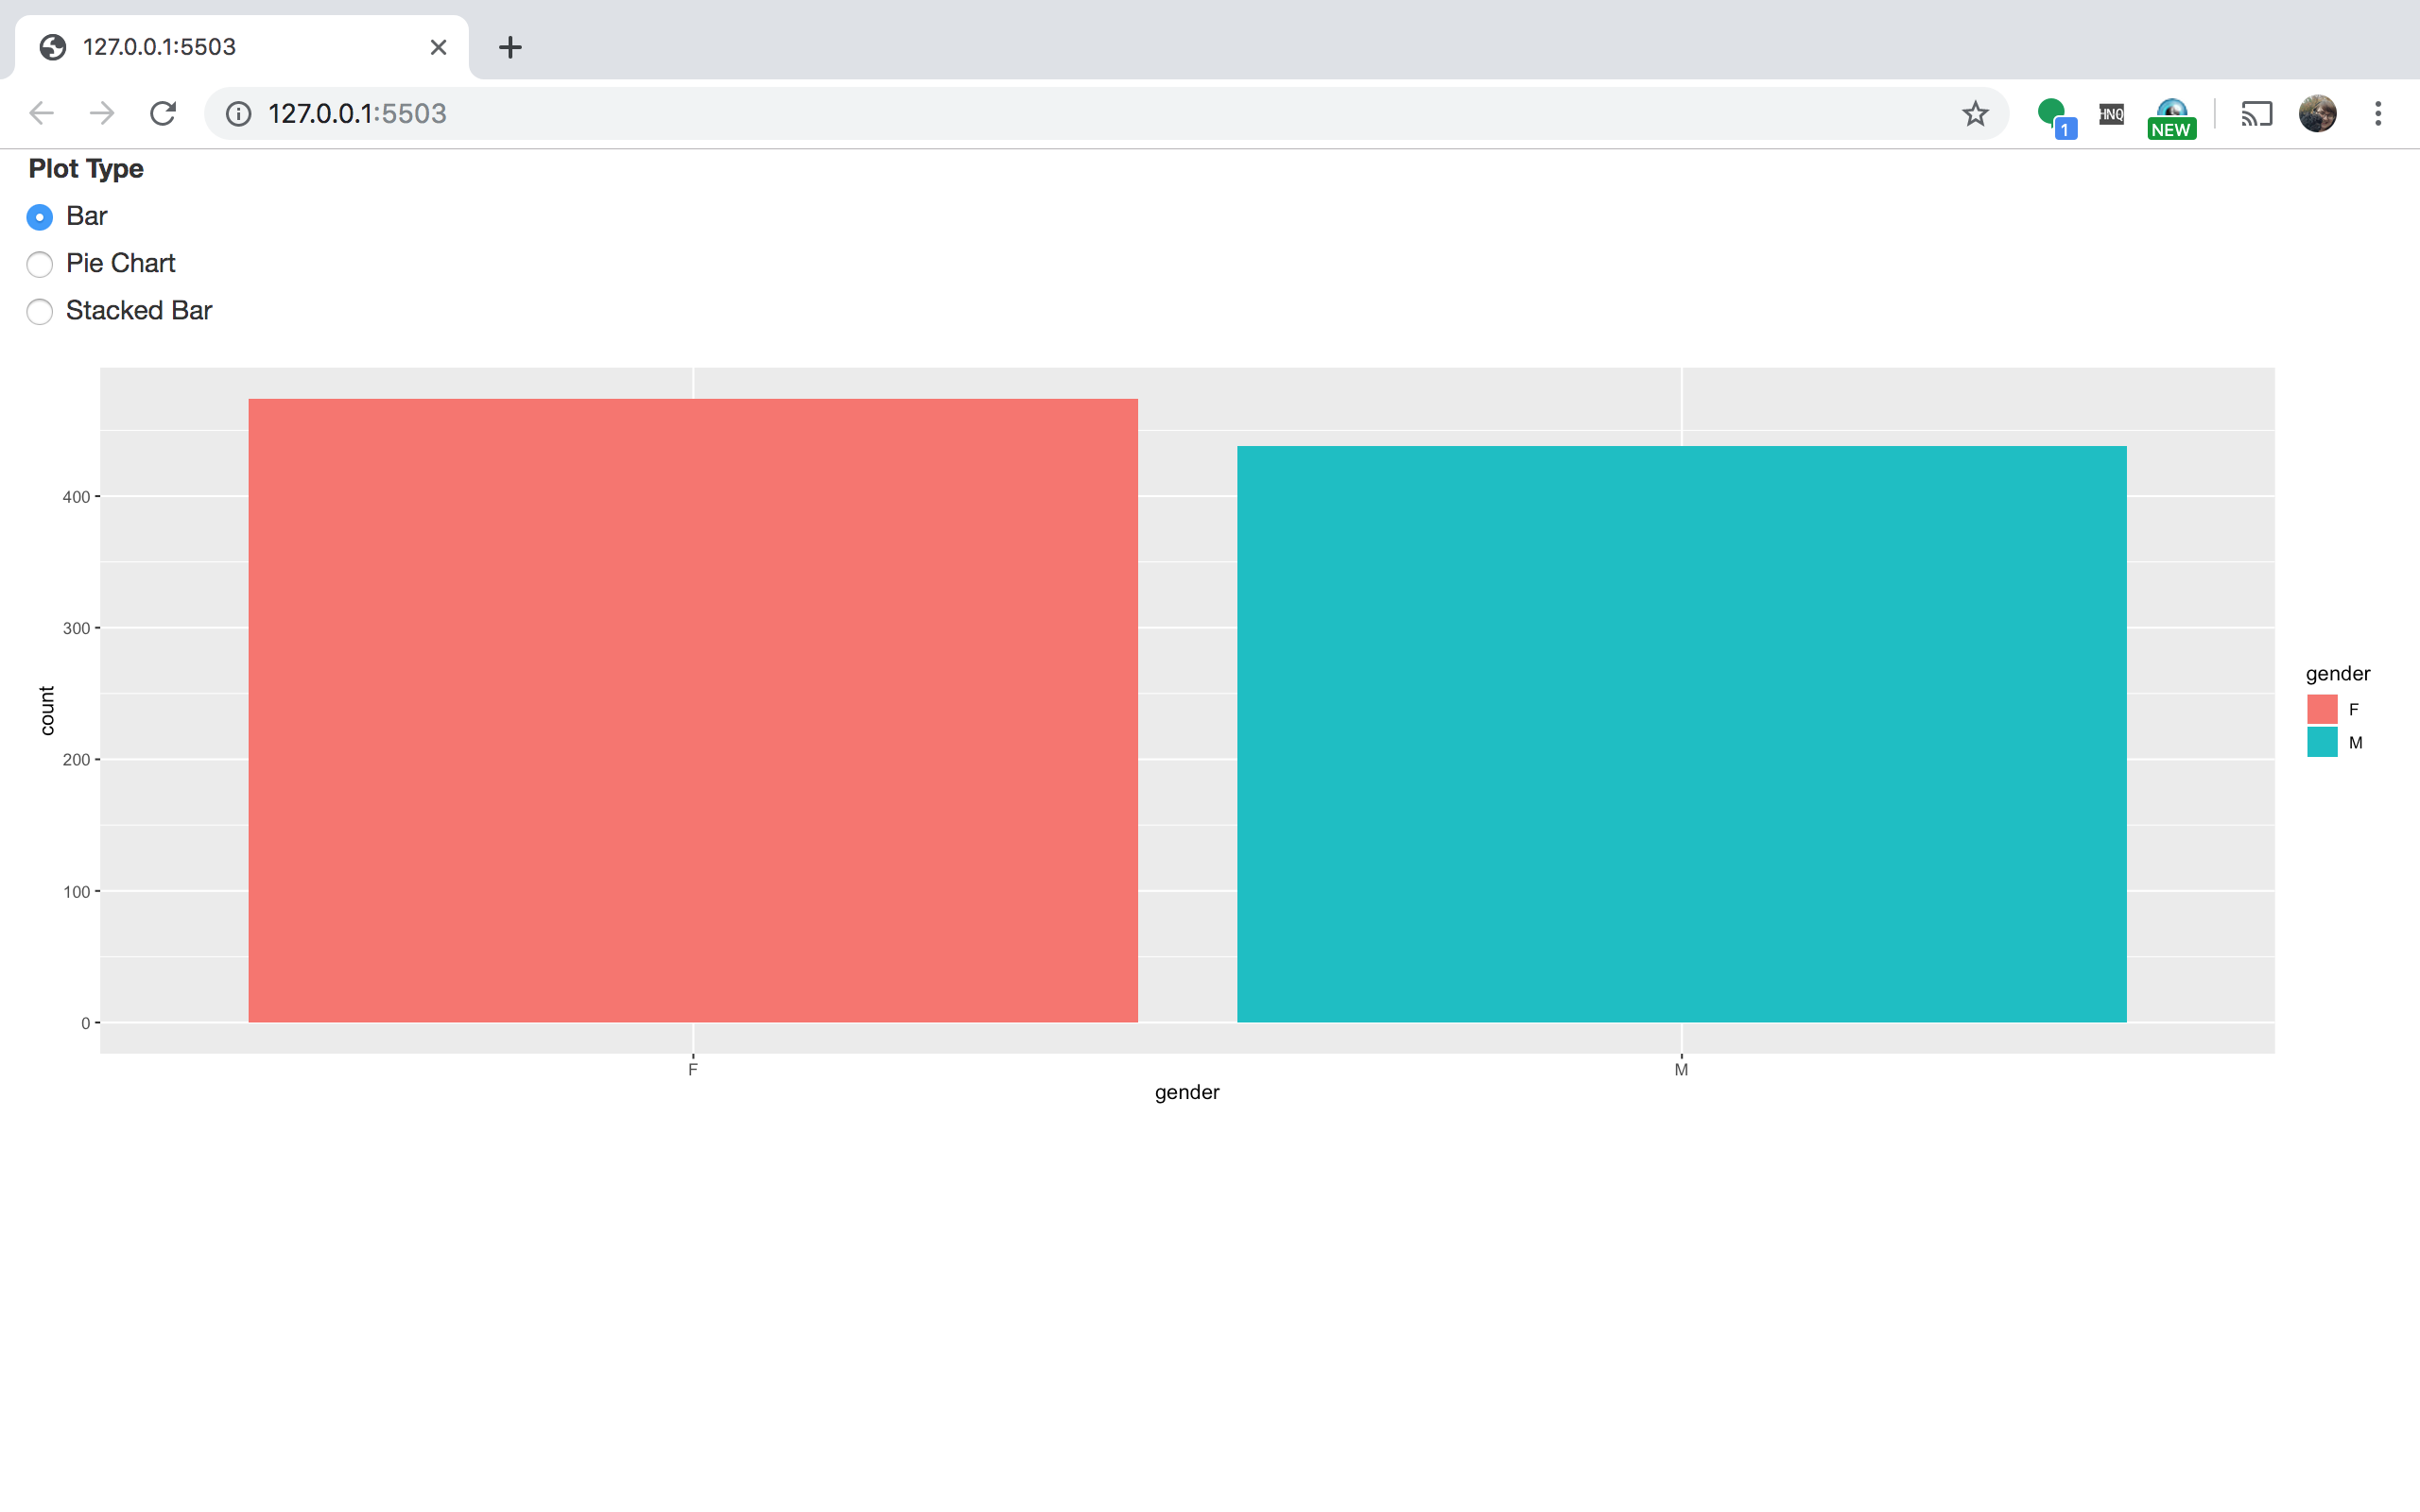 127.0.0.1:5503
127.0.0.1:5503
1
HNQ
NEW
Plot Type
Bar
Pie Chart
Stacked Bar
400
300
200
100
0
count
F
M
gender
gender
F
M